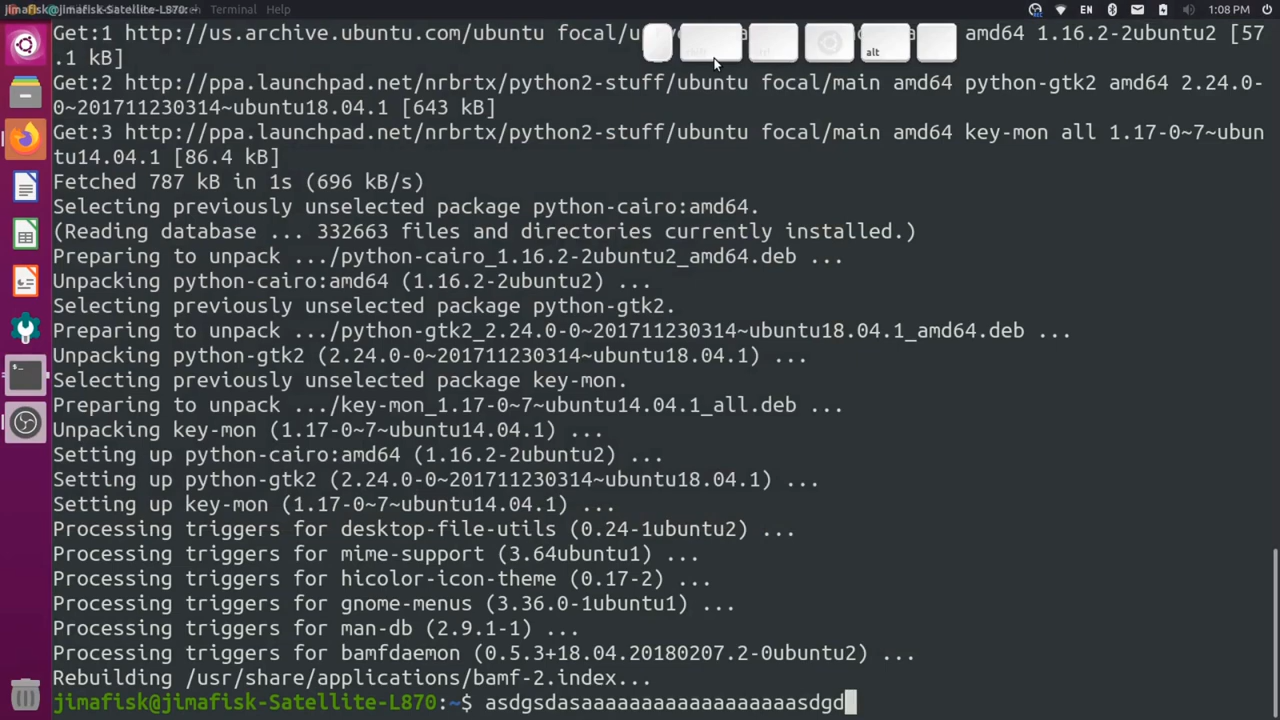 jimafisk@jimafisk-Satellite-L870: ~ Terminal Help EN 1:08 PM
Get:1 http://us.archive.ubuntu.com/ubuntu focal/u amd64 1.16.2-2ubuntu2 [57
.1 kB]
alt
Get:2 http://ppa.launchpad.net/nrbrtx/python2-stuff/ubuntu focal/main amd64 python-gtk2 amd64 2.24.0-
0~201711230314~ubuntu18.04.1 [643 kB]
Get:3 http://ppa.launchpad.net/nrbrtx/python2-stuff/ubuntu focal/main amd64 key-mon all 1.17-0~7~ubun
tu14.04.1 [86.4 kB]
Fetched 787 kB in 1s (696 kB/s)
Selecting previously unselected package python-cairo:amd64.
(Reading database ... 332663 files and directories currently installed.)
Preparing to unpack .../python-cairo_1.16.2-2ubuntu2_amd64.deb ...
Unpacking python-cairo:amd64 (1.16.2-2ubuntu2) ...
Selecting previously unselected package python-gtk2.
Preparing to unpack .../python-gtk2_2.24.0-0~201711230314~ubuntu18.04.1_amd64.deb ...
Unpacking python-gtk2 (2.24.0-0~201711230314~ubuntu18.04.1) ...
Selecting previously unselected package key-mon.
Preparing to unpack .../key-mon_1.17-0~7~ubuntu14.04.1_all.deb ...
Unpacking key-mon (1.17-0~7~ubuntu14.04.1) ...
Setting up python-cairo:amd64 (1.16.2-2ubuntu2) ...
Setting up python-gtk2 (2.24.0-0~201711230314~ubuntu18.04.1) ...
Setting up key-mon (1.17-0~7~ubuntu14.04.1) ...
Processing triggers for desktop-file-utils (0.24-1ubuntu2) ...
Processing triggers for mime-support (3.64ubuntu1) ...
Processing triggers for hicolor-icon-theme (0.17-2) ...
Processing triggers for gnome-menus (3.36.0-1ubuntu1) ...
Processing triggers for man-db (2.9.1-1) ...
Processing triggers for bamfdaemon (0.5.3+18.04.20180207.2-0ubuntu2) ...
Rebuilding /usr/share/applications/bamf-2.index...
jimafisk@jimafisk-Satellite-L870:~$ asdgsdasaaaaaaaaaaaaaaaaaasdgd